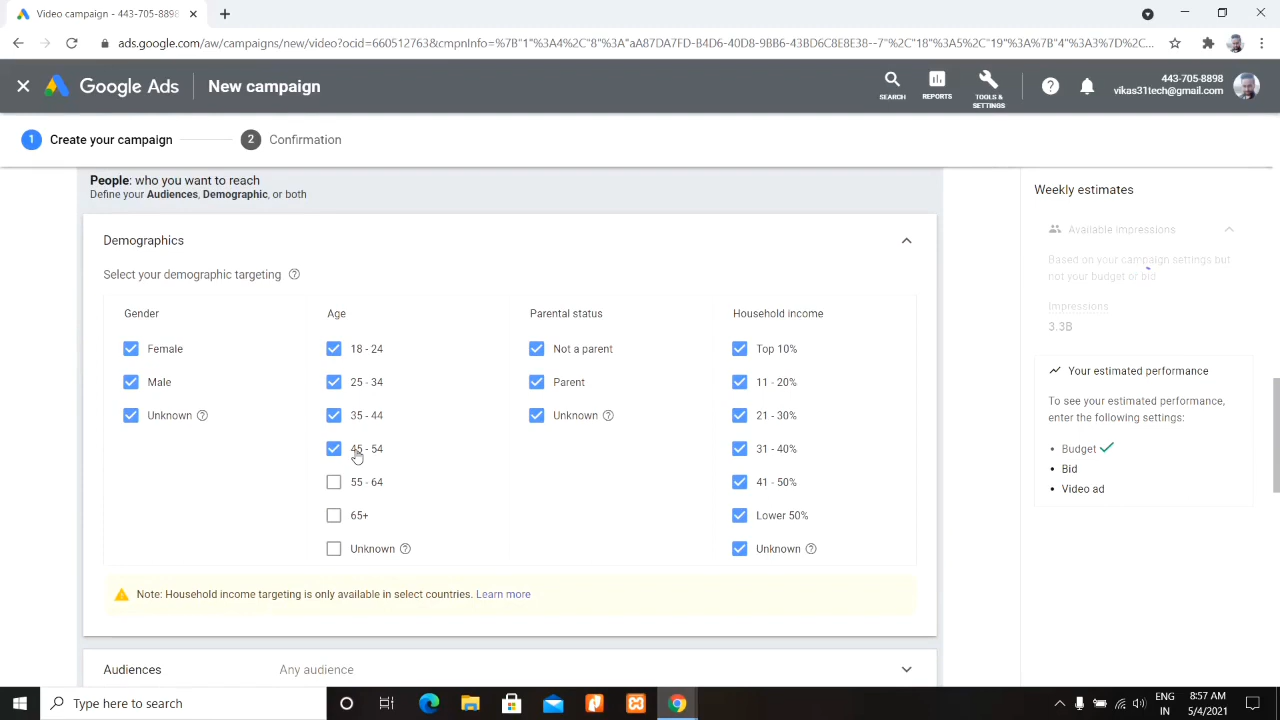 Video campaign - 443-705-8898
ads.google.com/aw/campaigns/new/video?ocid=660512763&cmpnInfo=%7B"1"%3A4%2C"8"%3A"aA87DA7FD-B4D6-40D8-9BB6-43BD6C8E8E38--7"%2C"18"%3A5%2C"19"%3A%7B"4"%3A3%7D%2C...
Google Ads New campaign
SEARCH REPORTS TOOLS & SETTINGS
443-705-8898
vikas31tech@gmail.com
1 Create your campaign 2 Confirmation
People: who you want to reach
Define your Audiences, Demographic, or both
Weekly estimates
Demographics
Available impressions
Based on your campaign settings but
not your budget or bid
Select your demographic targeting
Impressions
3.3B
Gender Age Parental status Household income
Female 18 - 24 Not a parent Top 10%
Male 25 - 34 Parent 11 - 20%
Unknown 35 - 44 Unknown 21 - 30%
45 - 54 31 - 40%
55 - 64 41 - 50%
65+ Lower 50%
Unknown Unknown
Your estimated performance
To see your estimated performance,
enter the following settings:
• Budget
• Bid
• Video ad
Note: Household income targeting is only available in select countries. Learn more
Audiences Any audience
Type here to search
ENG
IN
8:57 AM
5/4/2021